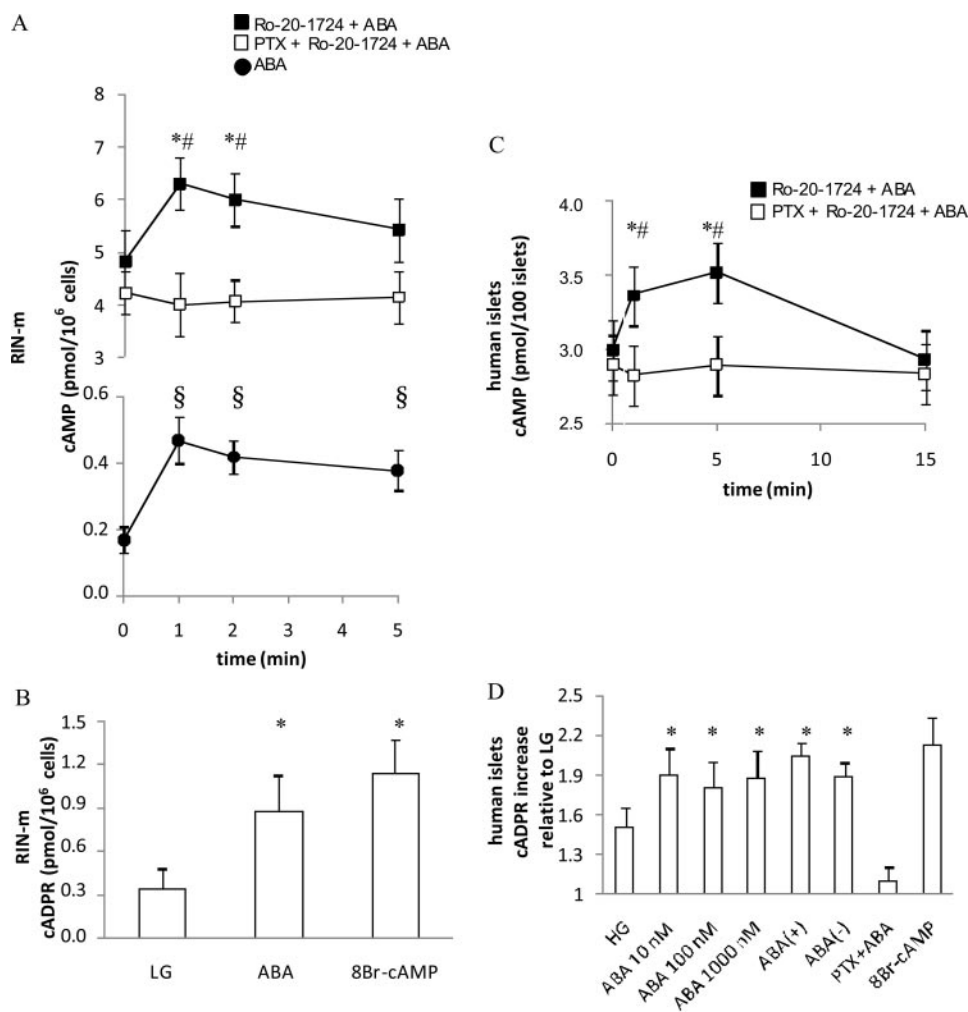 A
■ Ro-20-1724 + ABA
□ PTX + Ro-20-1724 + ABA
● ABA
8
7
6
5
4
3
*#
*#
0.6
0.4
0.2
0.0
§
§
§
0 1 2 3 4 5
time (min)
RIN-m
cAMP (pmol/10⁶ cells)
C
■ Ro-20-1724 + ABA
□ PTX + Ro-20-1724 + ABA
4.0
3.5
3.0
2.5
*#
*#
0 5 10 15
time (min)
human islets
cAMP (pmol/100 islets)
B
1.5
1.2
0.9
0.6
0.3
0.0
*
*
LG ABA 8Br-cAMP
RIN-m
cADPR (pmol/10⁶ cells)
D
2.5
2.2
1.9
1.6
1.3
1
* * * * *
HG
ABA 10 nM
ABA 100 nM
ABA 1000 nM
ABA(+)
ABA(-)
PTX+ABA
8Br-cAMP
human islets
cADPR increase
relative to LG